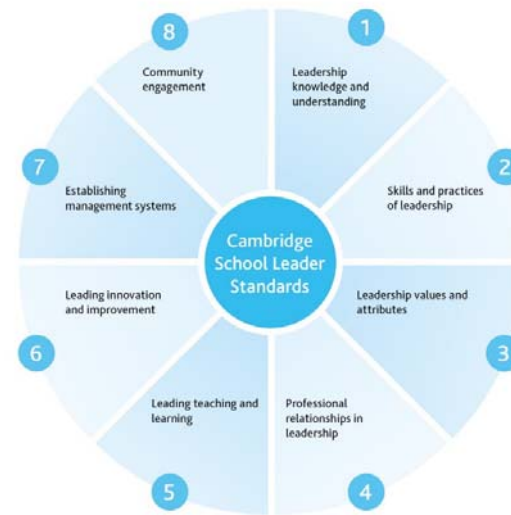 8
Community
engagement
1
Leadership
knowledge and
understanding
2
Skills and practices
of leadership
7
Establishing
management systems
Cambridge
School Leader
Standards
Leadership values and
attributes
3
Leading innovation
and improvement
6
Leading teaching and
learning
5
Professional
relationships in
leadership
4